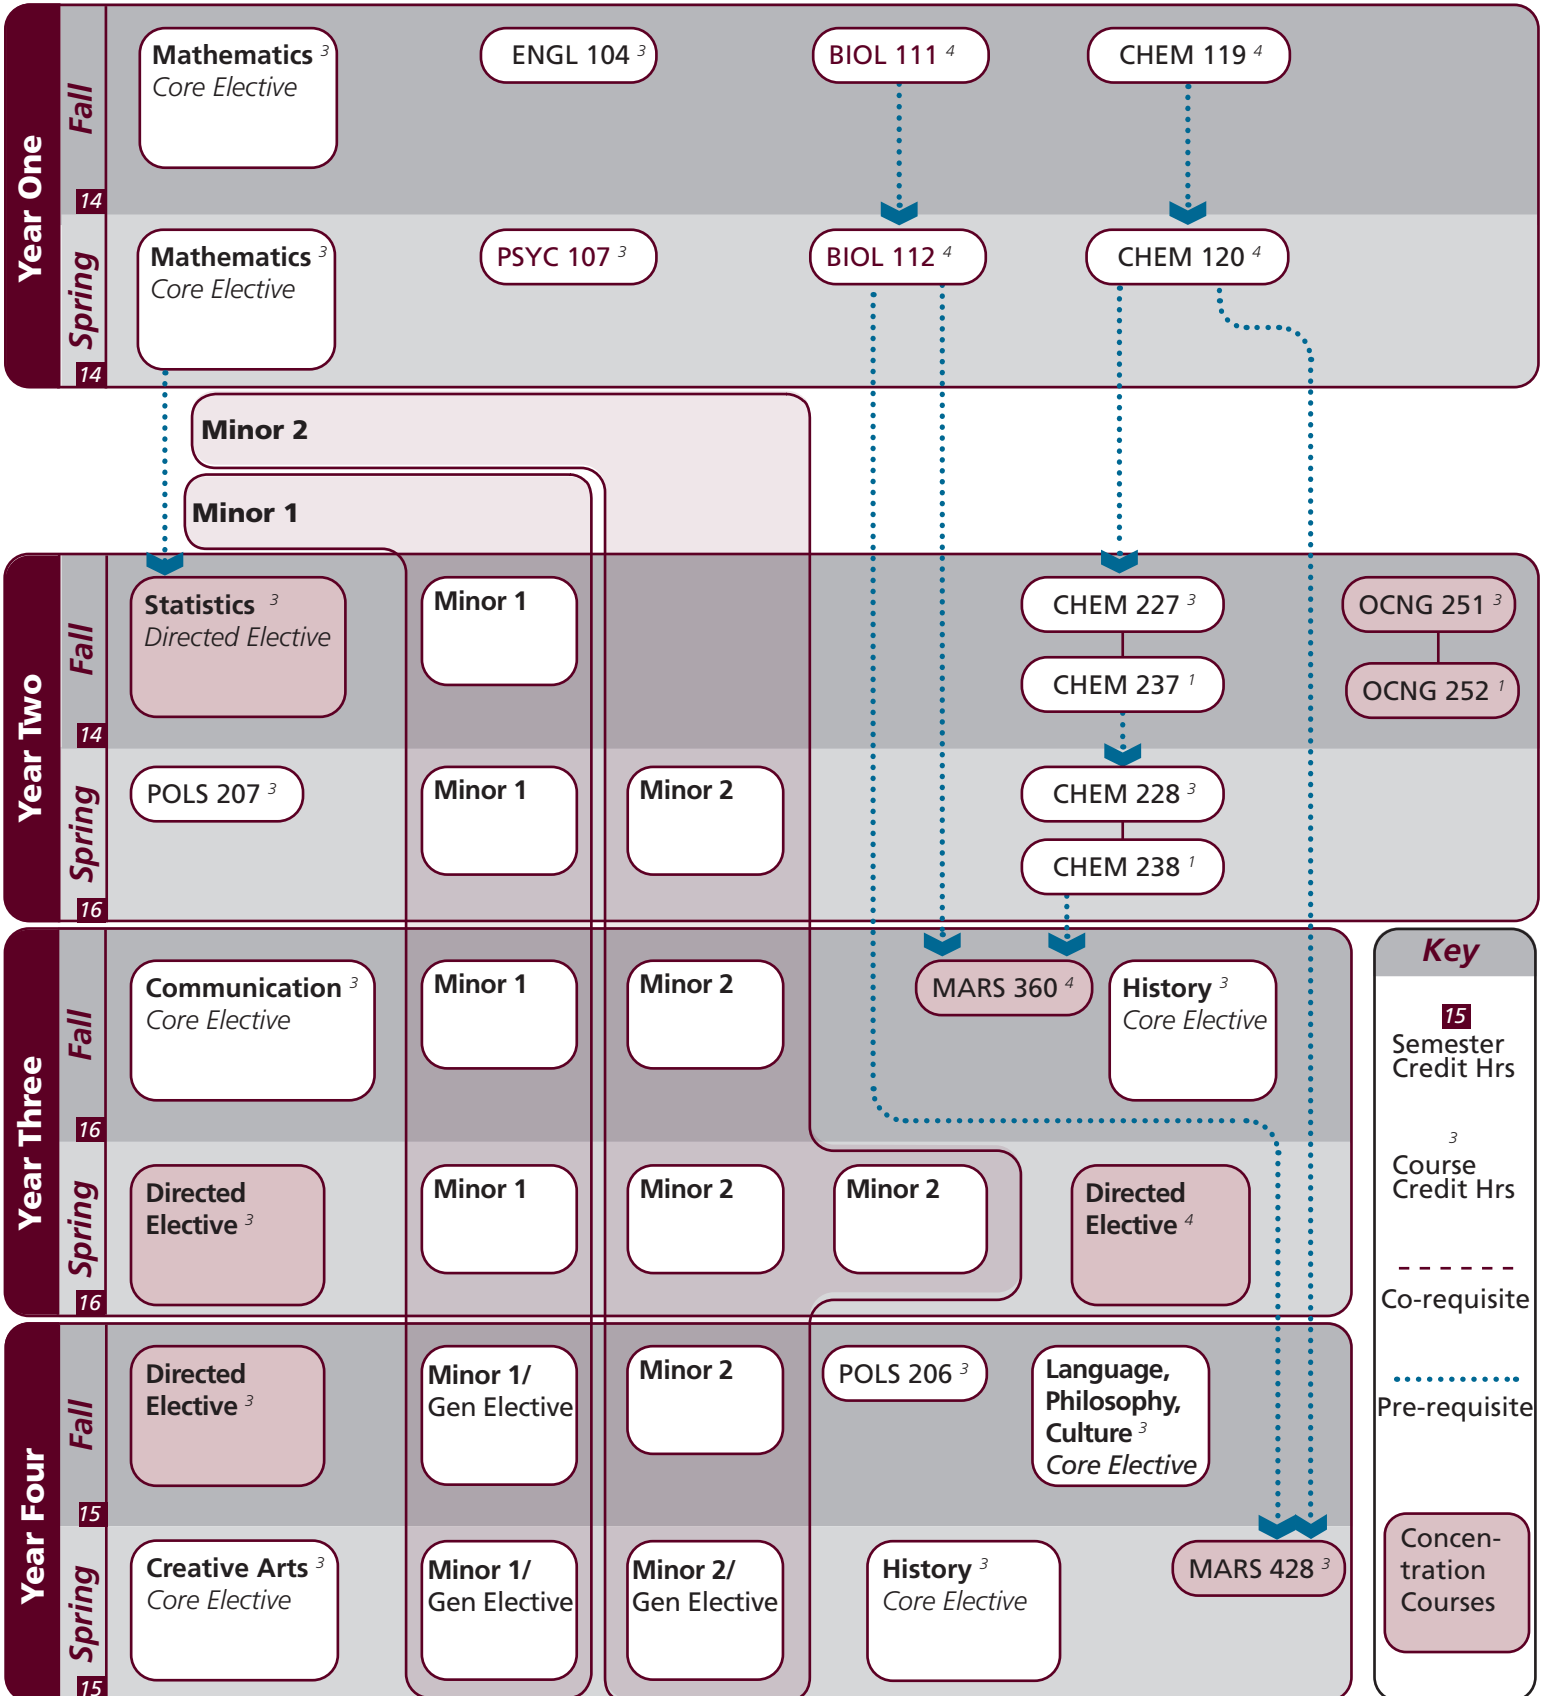 Year One
Fall
14
Mathematics 3
Core Elective
ENGL 104 3
BIOL 111 4
CHEM 119 4
Spring
14
Mathematics 3
Core Elective
PSYC 107 3
BIOL 112 4
CHEM 120 4
Minor 2
Minor 1
Year Two
Fall
14
Statistics 3
Directed Elective
Minor 1
CHEM 227 3
CHEM 237 1
OCNG 251 3
OCNG 252 1
Spring
16
POLS 207 3
Minor 1
Minor 2
CHEM 228 3
CHEM 238 1
Year Three
Fall
16
Communication 3
Core Elective
Minor 1
Minor 2
MARS 360 4
History 3
Core Elective
Spring
16
Directed
Elective 3
Minor 1
Minor 2
Minor 2
Directed
Elective 4
Year Four
Fall
15
Directed
Elective 3
Minor 1/
Gen Elective
Minor 2
POLS 206 3
Language,
Philosophy,
Culture 3
Core Elective
Spring
15
Creative Arts 3
Core Elective
Minor 1/
Gen Elective
Minor 2/
Gen Elective
History 3
Core Elective
MARS 428 3
Key
15
Semester
Credit Hrs
3
Course
Credit Hrs
Co-requisite
Pre-requisite
Concen-
tration
Courses